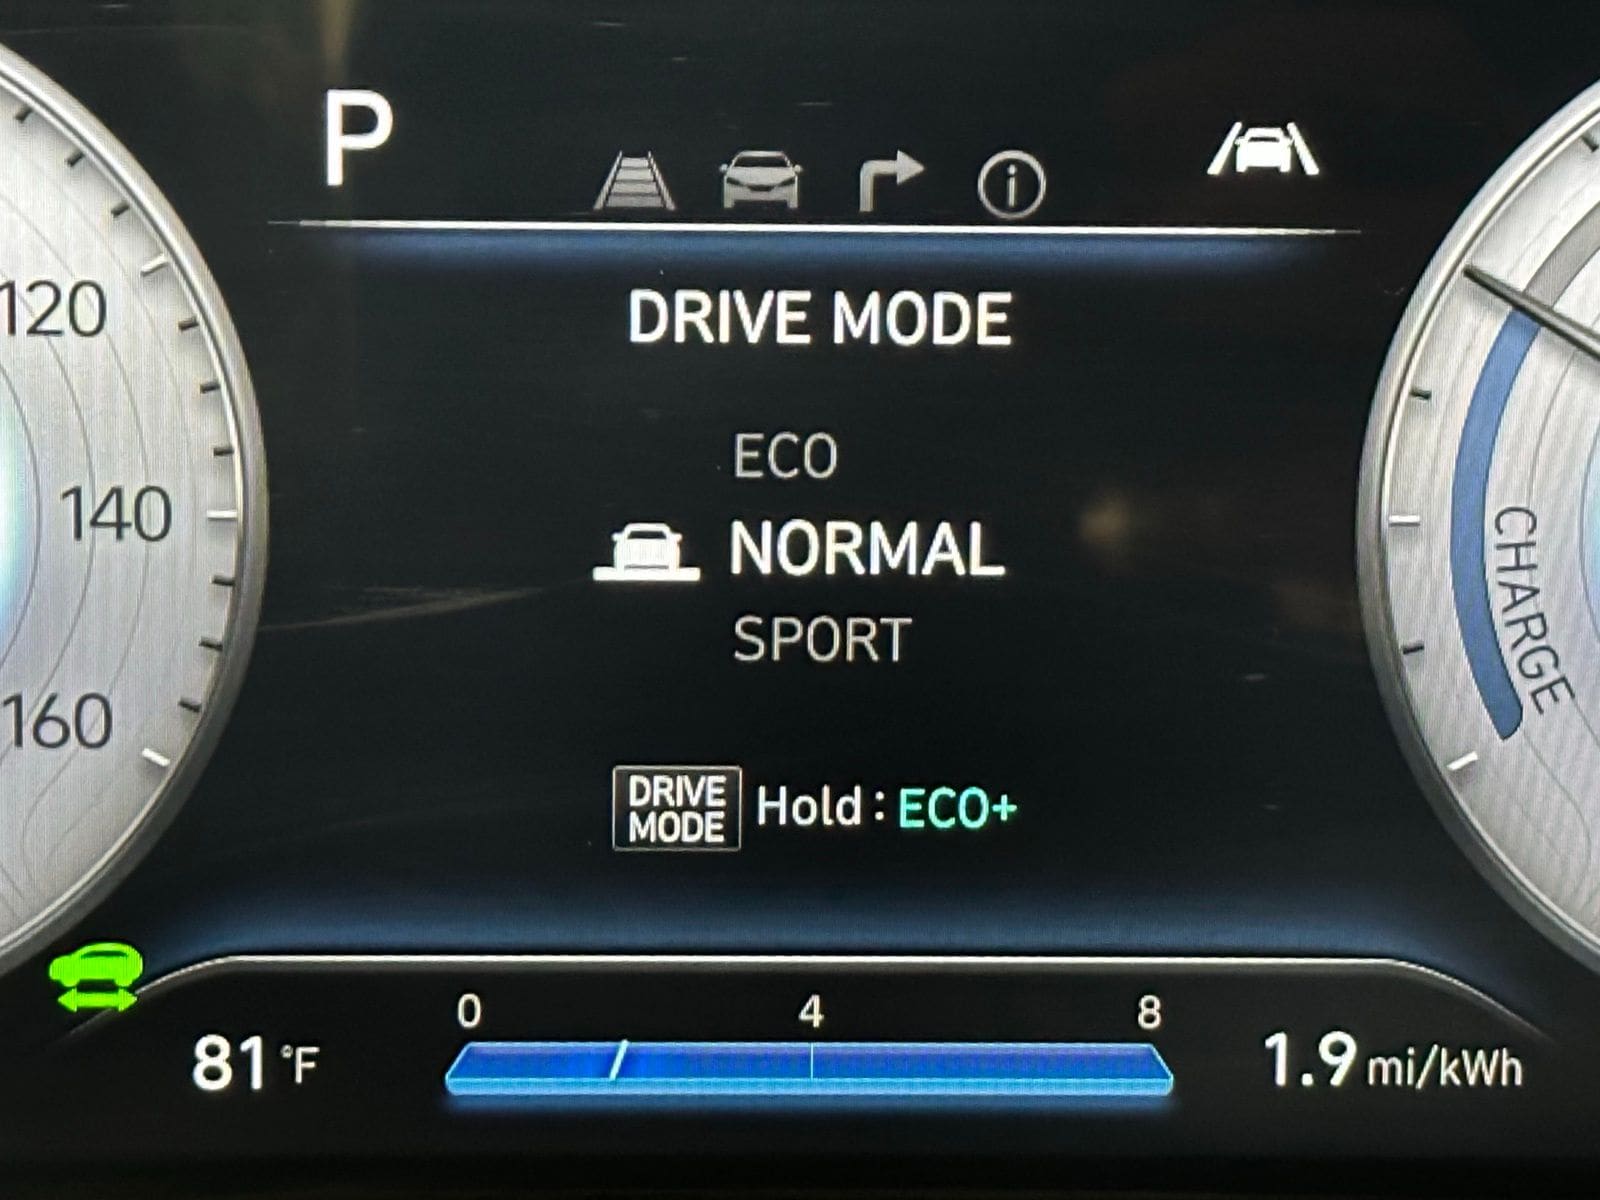 P
DRIVE MODE
120
ECO
140
NORMAL
SPORT
CHARGE
160
DRIVE
MODE
Hold : ECO+
0 4 8
81 °F
1.9 mi/kWh